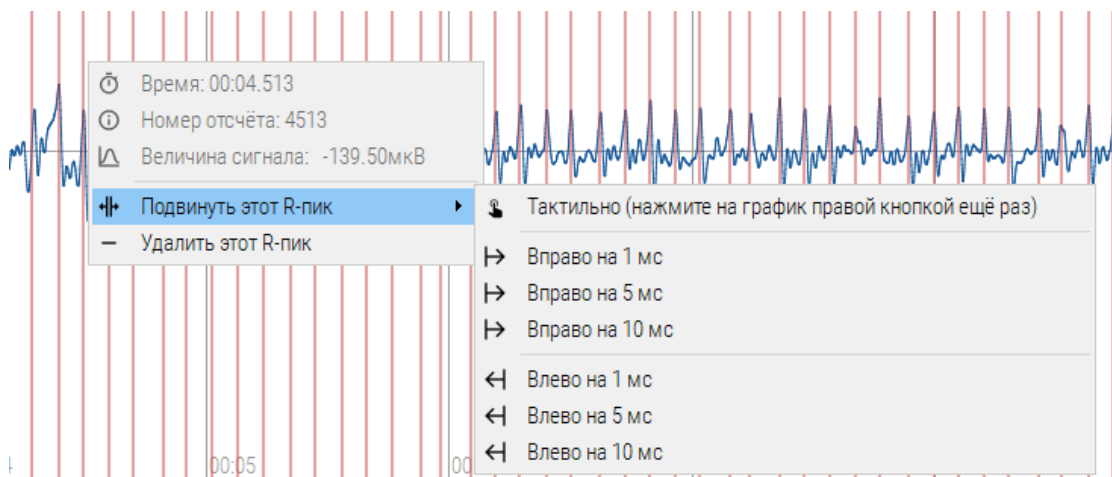 Время: 00:04.513
Номер отсчёта: 4513
Величина сигнала: -139.50мкВ
Подвинуть этот R-пик
Удалить этот R-пик
Тактильно (нажмите на график правой кнопкой ещё раз)
Вправо на 1 мс
Вправо на 5 мс
Вправо на 10 мс
Влево на 1 мс
Влево на 5 мс
Влево на 10 мс
00:05
00